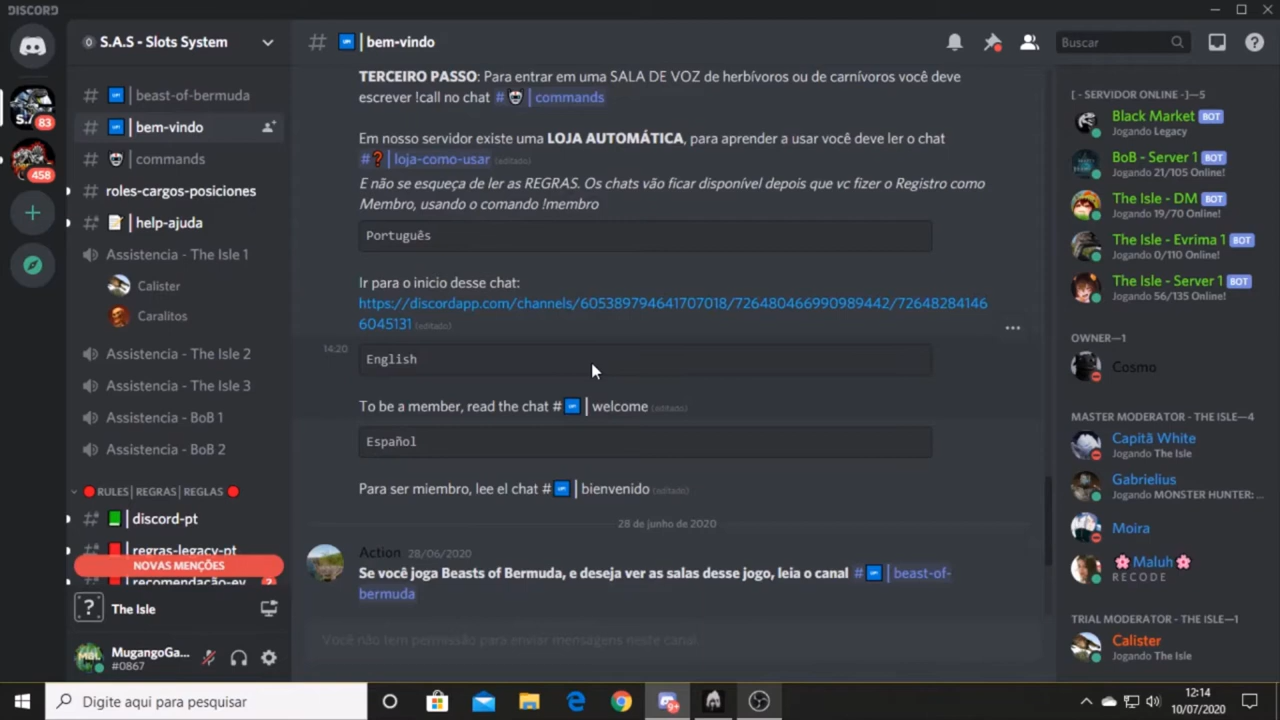 DISCORD
S.A.S - Slots System
beast-of-bermuda
bem-vindo
commands
roles-cargos-posiciones
help-ajuda
Assistencia - The Isle 1
Calister
Caralitos
Assistencia - The Isle 2
Assistencia - The Isle 3
Assistencia - BoB 1
Assistencia - BoB 2
RULES | REGRAS | REGLAS
discord-pt
regras-legacy-pt
NOVAS MENÇÕES
recomendação-ev
83
458
The Isle
MugangoGa...
#0867
# | bem-vindo
Buscar
TERCEIRO PASSO: Para entrar em uma SALA DE VOZ de herbívoros ou de carnívoros você deve
escrever !call no chat # | commands
Em nosso servidor existe uma LOJA AUTOMÁTICA, para aprender a usar você deve ler o chat
# | loja-como-usar (editado)
E não se esqueça de ler as REGRAS. Os chats vão ficar disponível depois que vc fizer o Registro como
Membro, usando o comando !membro
Português
Ir para o inicio desse chat:
https://discordapp.com/channels/605389794641707018/726480466990989442/72648284146
6045131 (editado)
14:20
English
To be a member, read the chat # | welcome (editado)
Español
Para ser miembro, lee el chat # | bienvenido (editado)
28 de junho de 2020
Action 28/06/2020
Se você joga Beasts of Bermuda, e deseja ver as salas desse jogo, leia o canal # | beast-of-
bermuda
Você não tem permissão para enviar mensagens neste canal.
[ - SERVIDOR ONLINE -]—5
Black Market BOT
Jogando Legacy
BoB - Server 1 BOT
Jogando 21/105 Online!
The Isle - DM BOT
Jogando 19/70 Online!
The Isle - Evrima 1 BOT
Jogando 0/110 Online!
The Isle - Server 1 BOT
Jogando 56/135 Online!
OWNER—1
Cosmo
MASTER MODERATOR - THE ISLE—4
Capitã White
Jogando The Isle
Gabrielius
Jogando MONSTER HUNTER: ...
Moira
Maluh
R E C O D E
TRIAL MODERATOR - THE ISLE—1
Calister
Jogando The Isle
Digite aqui para pesquisar
12:14
10/07/2020